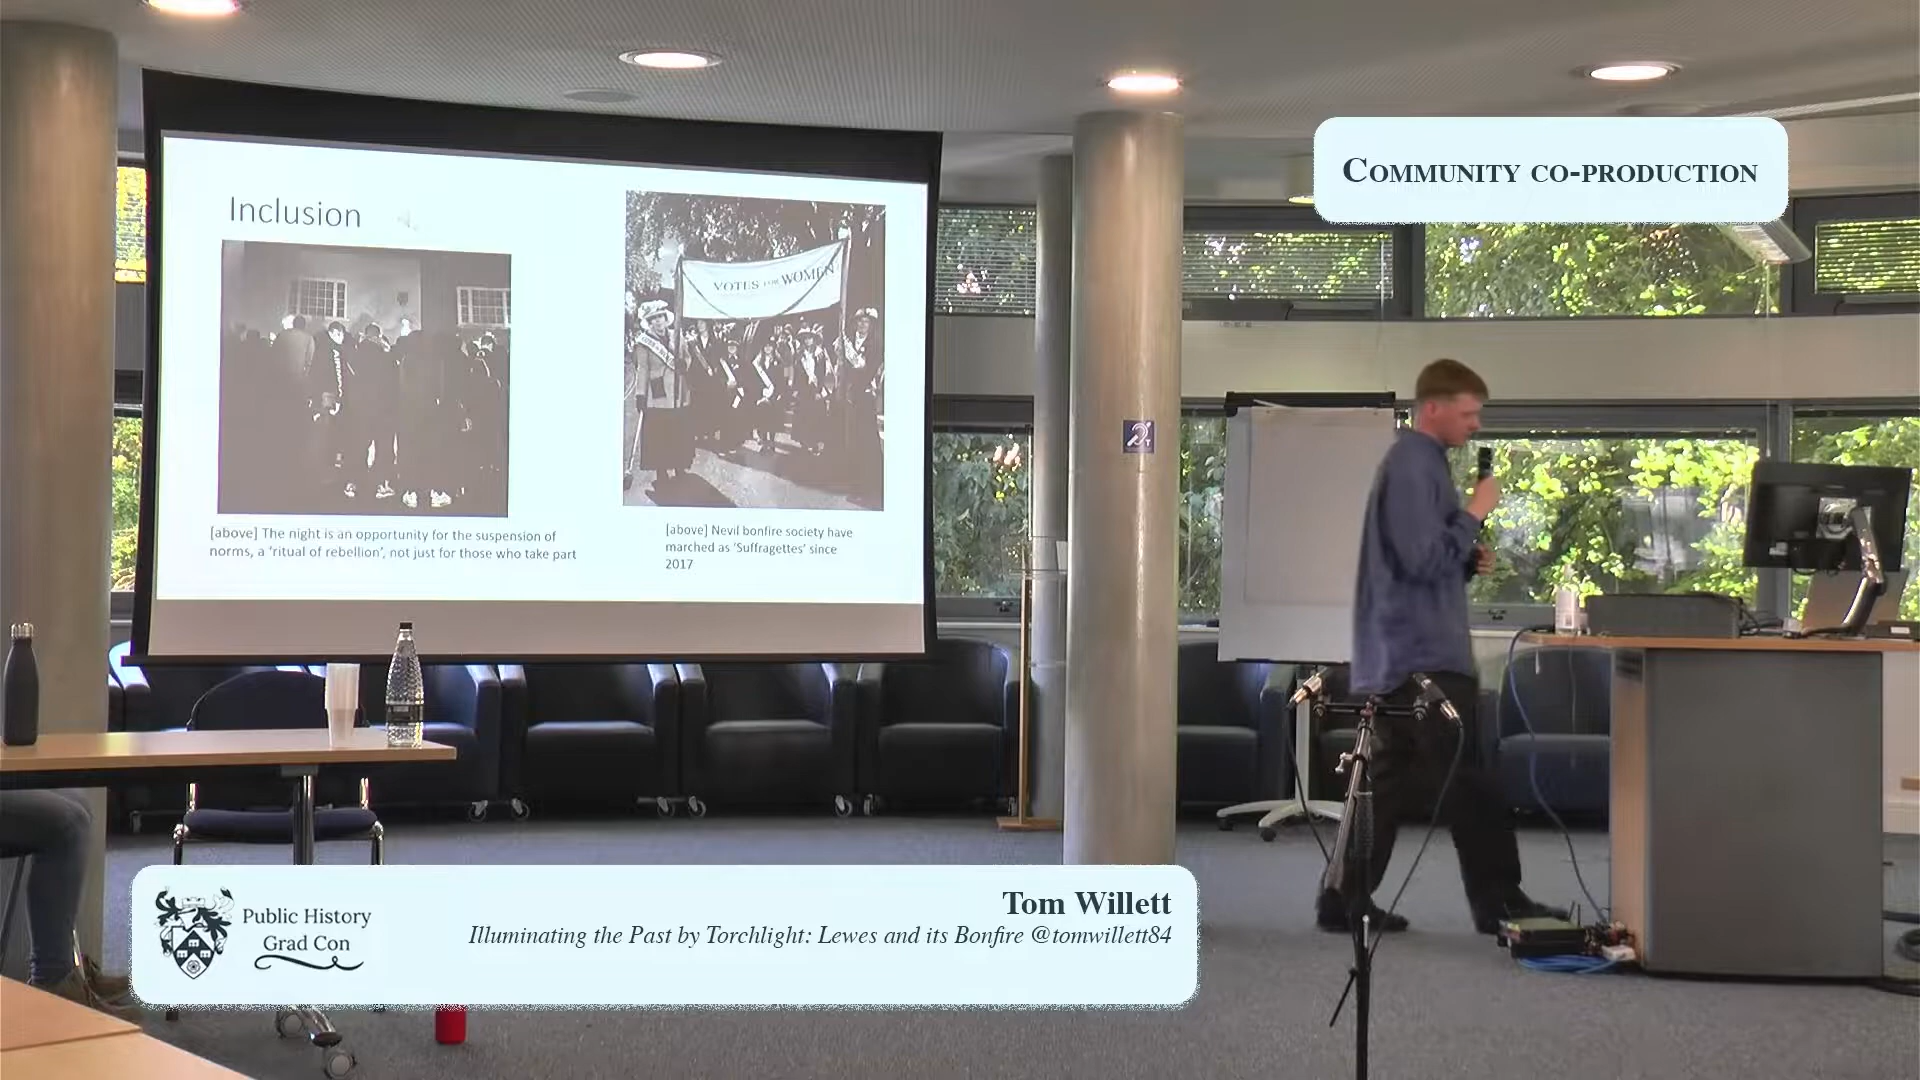 COMMUNITY CO-PRODUCTION
Inclusion
VOTES FOR WOMEN
[above] The night is an opportunity for the suspension of
norms, a 'ritual of rebellion', not just for those who take part
[above] Nevil bonfire society have
marched as 'Suffragettes' since
2017
T
Public History
Grad Con
Tom Willett
Illuminating the Past by Torchlight: Lewes and its Bonfire @tomwillett84